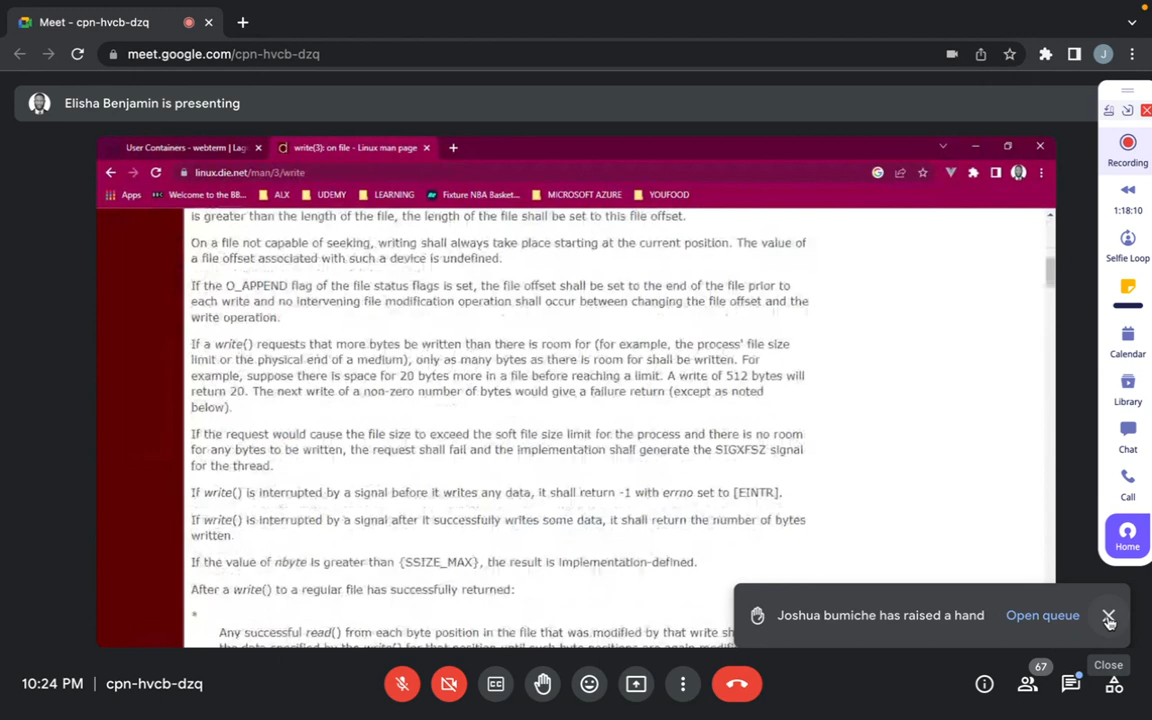 Meet - cpn-hvcb-dzq
meet.google.com/cpn-hvcb-dzq
J
Elisha Benjamin is presenting
User Containers - webterm | Lag
write(3): on file - Linux man page
linux.die.net/man/3/write
Apps
Welcome to the BB...
ALX
UDEMY
LEARNING
Fixture NBA Basket...
MICROSOFT AZURE
YOUFOOD
is greater than the length of the file, the length of the file shall be set to this file offset.
On a file not capable of seeking, writing shall always take place starting at the current position. The value of
a file offset associated with such a device is undefined.
If the O_APPEND flag of the file status flags is set, the file offset shall be set to the end of the file prior to
each write and no intervening file modification operation shall occur between changing the file offset and the
write operation.
If a write() requests that more bytes be written than there is room for (for example, the process' file size
limit or the physical end of a medium), only as many bytes as there is room for shall be written. For
example, suppose there is space for 20 bytes more in a file before reaching a limit. A write of 512 bytes will
return 20. The next write of a non-zero number of bytes would give a failure return (except as noted
below).
If the request would cause the file size to exceed the soft file size limit for the process and there is no room
for any bytes to be written, the request shall fail and the implementation shall generate the SIGXFSZ signal
for the thread.
If write() is interrupted by a signal before it writes any data, it shall return -1 with errno set to [EINTR].
If write() is interrupted by a signal after it successfully writes some data, it shall return the number of bytes
written.
If the value of nbyte is greater than {SSIZE_MAX}, the result is implementation-defined.
After a write() to a regular file has successfully returned:
*
Any successful read() from each byte position in the file that was modified by that write sh
Recording
1:18:10
Selfie Loop
Calendar
Library
Chat
Call
Home
Joshua bumiche has raised a hand
Open queue
Close
10:24 PM | cpn-hvcb-dzq
67